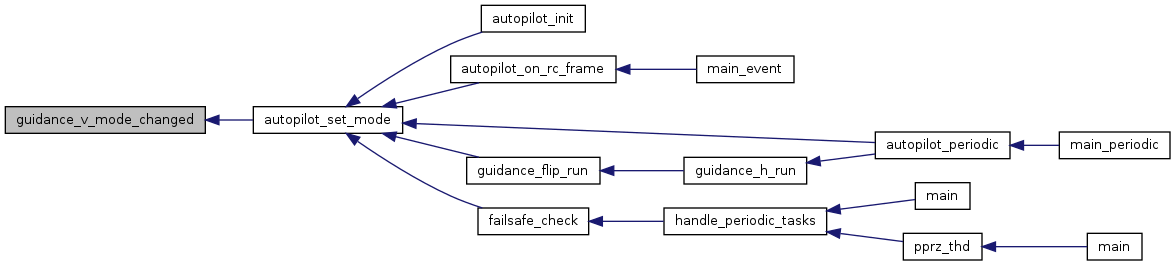 autopilot_init
autopilot_on_rc_frame
main_event
guidance_v_mode_changed
autopilot_set_mode
autopilot_periodic
main_periodic
guidance_flip_run
guidance_h_run
main
failsafe_check
handle_periodic_tasks
pprz_thd
main